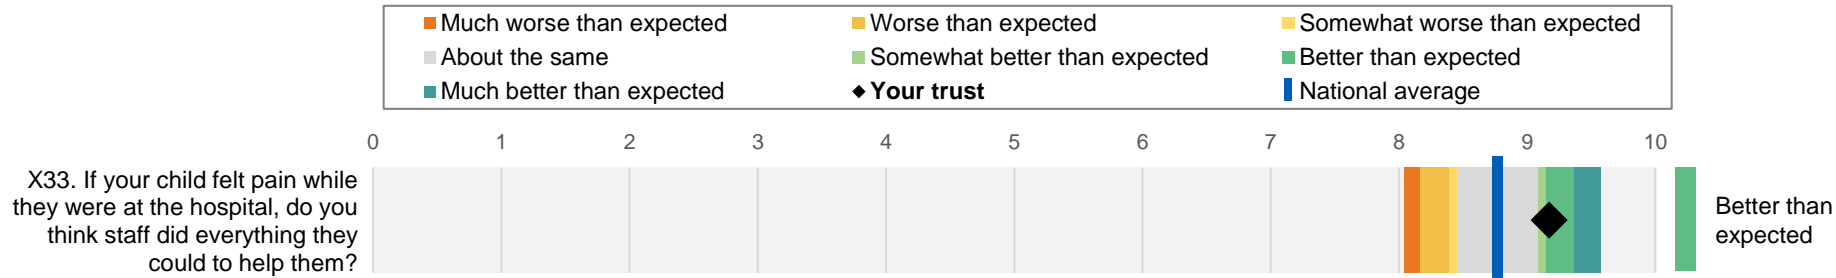 Much worse than expected
Worse than expected
Somewhat worse than expected
About the same
Somewhat better than expected
Better than expected
Much better than expected
Your trust
National average
0 1 2 3 4 5 6 7 8 9 10
X33. If your child felt pain while
they were at the hospital, do you
think staff did everything they
could to help them?
Better than
expected